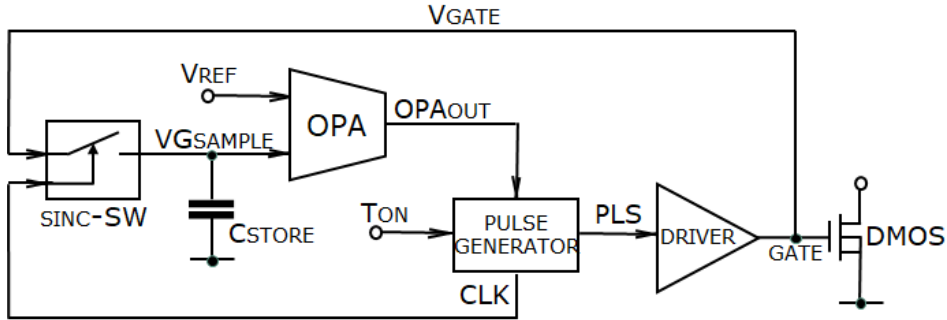 VGATE
VREF
OPA
OPAOUT
VGSAMPLE
SINC-SW
CSTORE
TON
PULSE
GENERATOR
PLS
DRIVER
GATE
DMOS
CLK